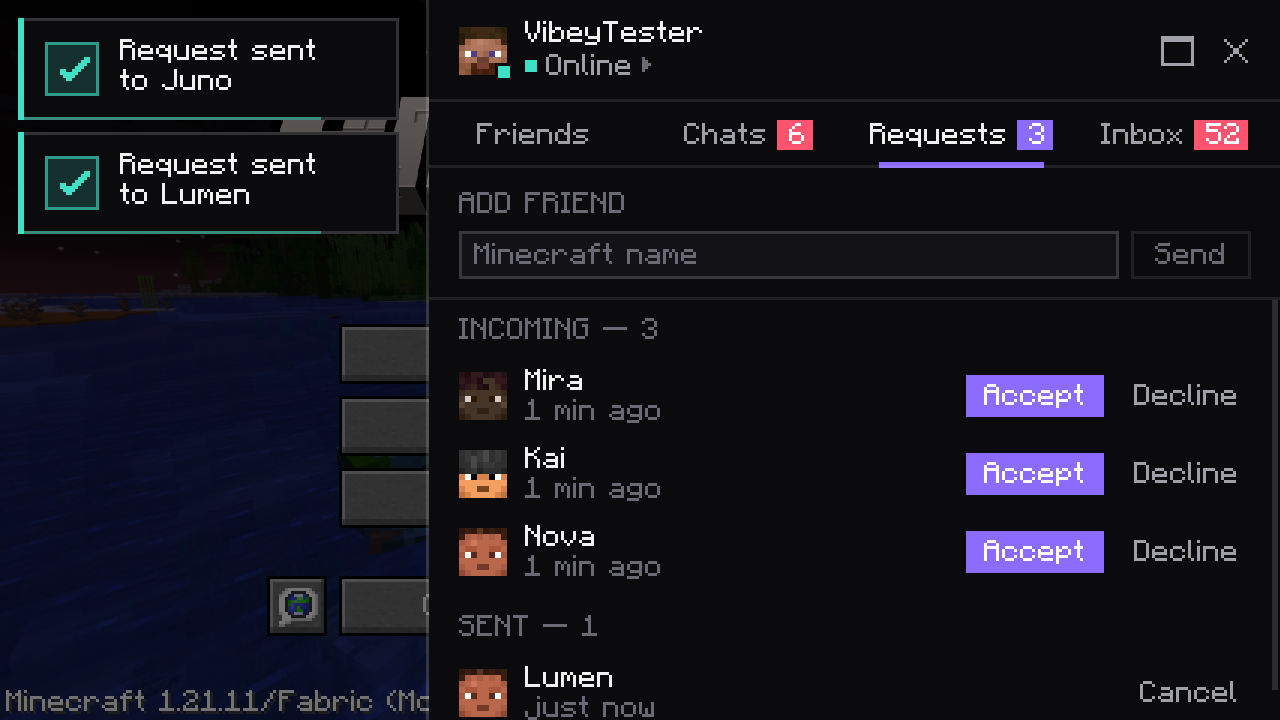 Request sent
to Juno
Request sent
to Lumen
VibeyTester
Online
Friends
Chats 6
Requests 3
Inbox 52
ADD FRIEND
Minecraft name
Send
INCOMING — 3
Mira
1 min ago
Accept
Decline
Kai
1 min ago
Accept
Decline
Nova
1 min ago
Accept
Decline
SENT — 1
Lumen
just now
Cancel
Minecraft 1.21.11/Fabric (Mo